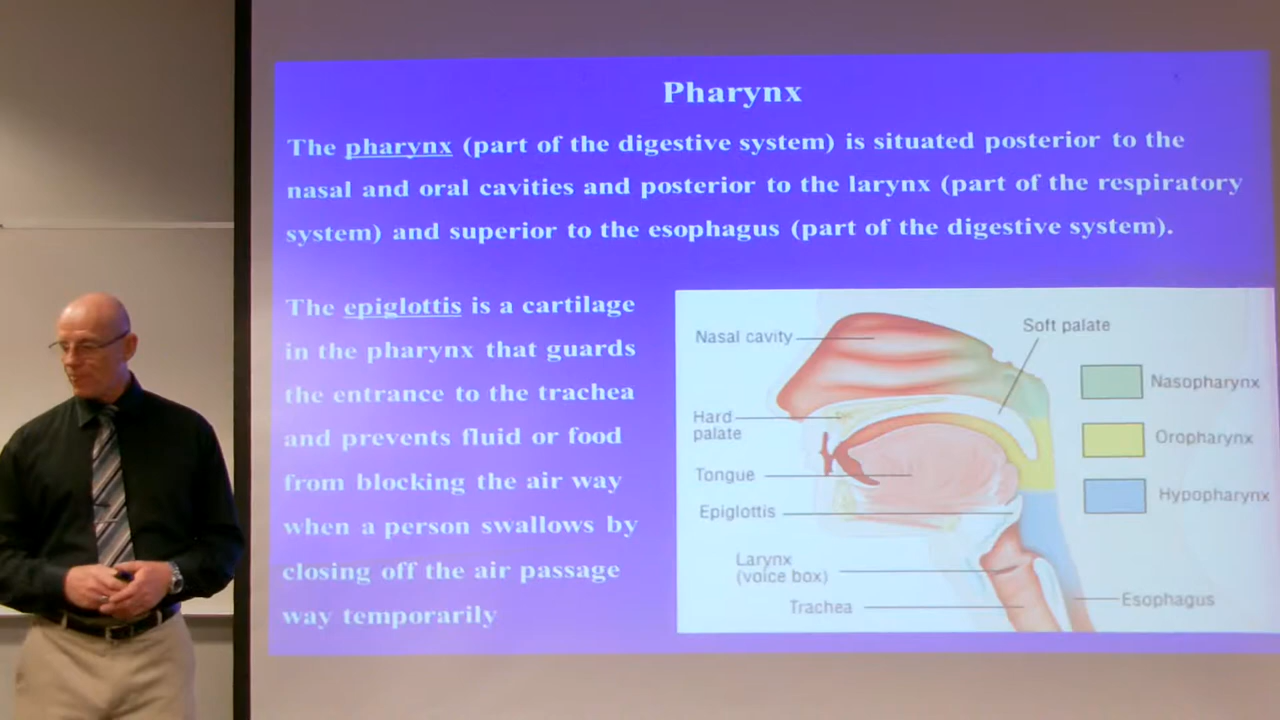 Pharynx
The pharynx (part of the digestive system) is situated posterior to the
nasal and oral cavities and posterior to the larynx (part of the respiratory
system) and superior to the esophagus (part of the digestive system).
The epiglottis is a cartilage
in the pharynx that guards
the entrance to the trachea
and prevents fluid or food
from blocking the air way
when a person swallows by
closing off the air passage
way temporarily
Nasal cavity
Soft palate
Hard
palate
Tongue
Epiglottis
Larynx
(voice box)
Trachea
Esophagus
Nasopharynx
Oropharynx
Hypopharynx